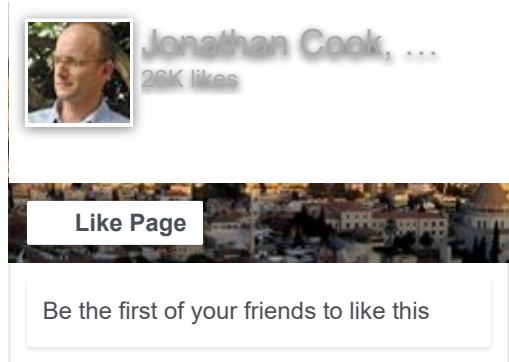 Jonathan Cook, ...
26K likes
Like Page
Be the first of your friends to like this